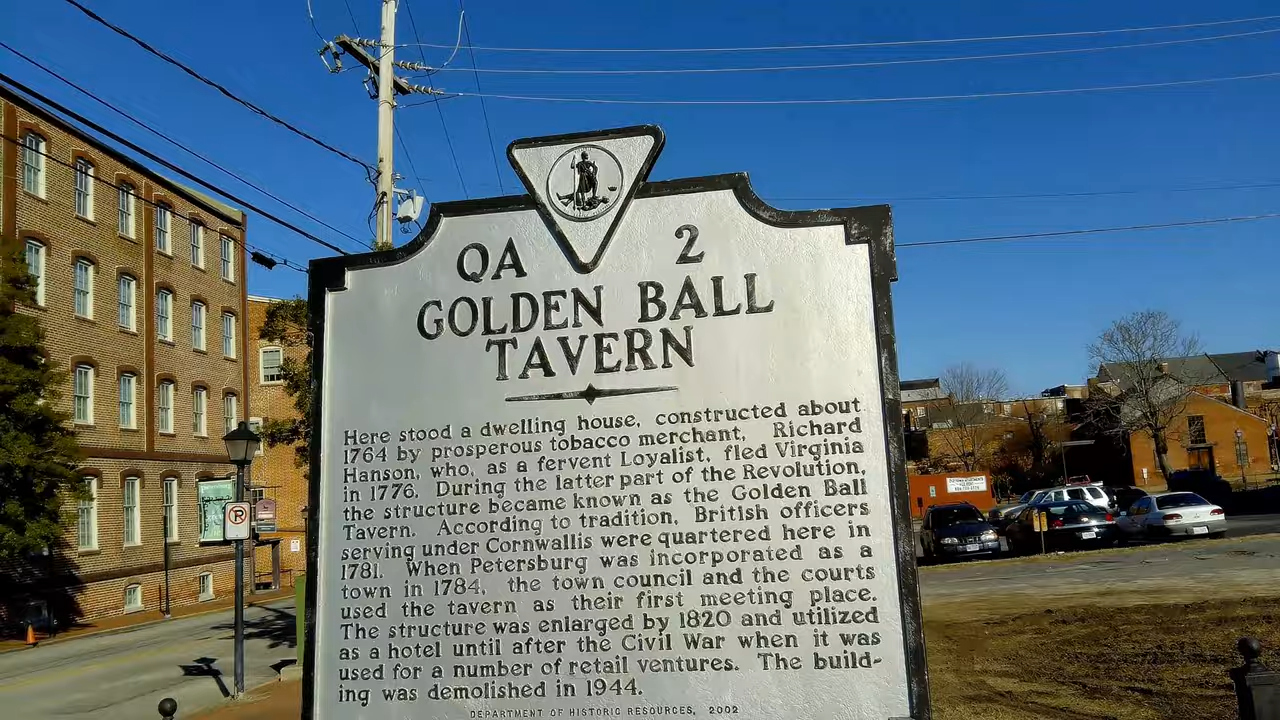 QA 2
GOLDEN BALL
TAVERN
Here stood a dwelling house, constructed about
1764 by prosperous tobacco merchant, Richard
Hanson, who, as a fervent Loyalist, fled Virginia
in 1776. During the latter part of the Revolution,
the structure became known as the Golden Ball
Tavern. According to tradition, British officers
serving under Cornwallis were quartered here in
1781. When Petersburg was incorporated as a
town in 1784, the town council and the courts
used the tavern as their first meeting place.
The structure was enlarged by 1820 and utilized
as a hotel until after the Civil War when it was
used for a number of retail ventures. The build-
ing was demolished in 1944.
DEPARTMENT OF HISTORIC RESOURCES, 2002